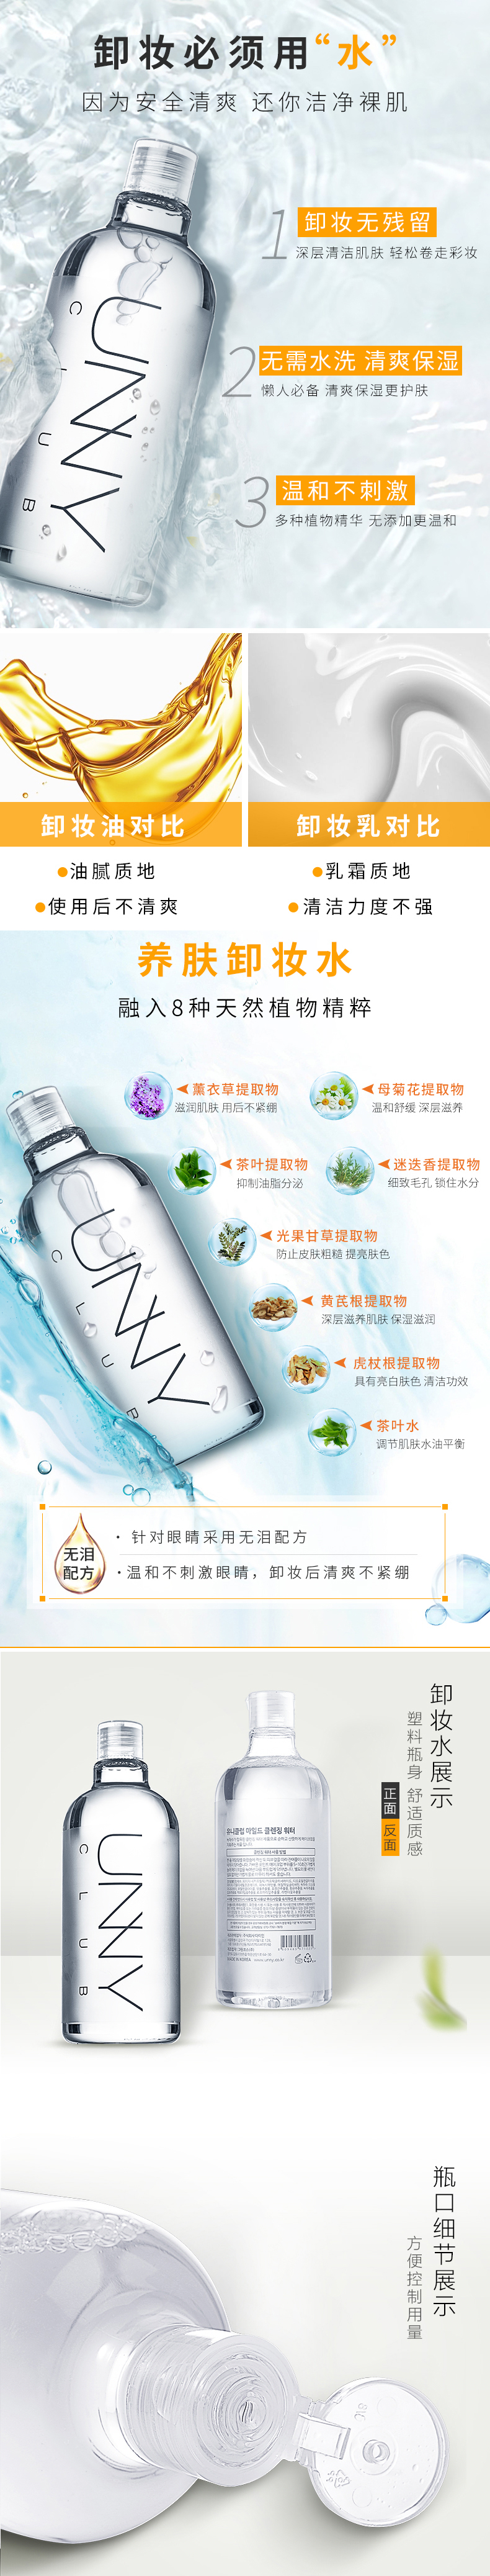 卸妆必须用“水”
因为安全清爽 还你洁净裸肌
1 卸妆无残留
深层清洁肌肤 轻松卷走彩妆
2 无需水洗 清爽保湿
懒人必备 清爽保湿更护肤
3 温和不刺激
多种植物精华 无添加更温和
UNNY
CLUB
卸妆油对比
卸妆乳对比
●油腻质地
●使用后不清爽
●乳霜质地
●清洁力度不强
养肤卸妆水
融入8种天然植物精粹
薰衣草提取物
滋润肌肤 用后不紧绷
母菊花提取物
温和舒缓 深层滋养
茶叶提取物
抑制油脂分泌
迷迭香提取物
细致毛孔 锁住水分
光果甘草提取物
防止皮肤粗糙 提亮肤色
黄芪根提取物
深层滋养肌肤 保湿滋润
虎杖根提取物
具有亮白肤色 清洁功效
茶叶水
调节肌肤水油平衡
UNNY
CLUB
无泪
配方
· 针对眼睛采用无泪配方
·温和不刺激眼睛，卸妆后清爽不紧绷
卸妆水展示
塑料瓶身 舒适质感
正面
反面
UNNY
CLUB
유니클럽 마일드 클렌징 워터
瓶口细节展示
方便控制用量